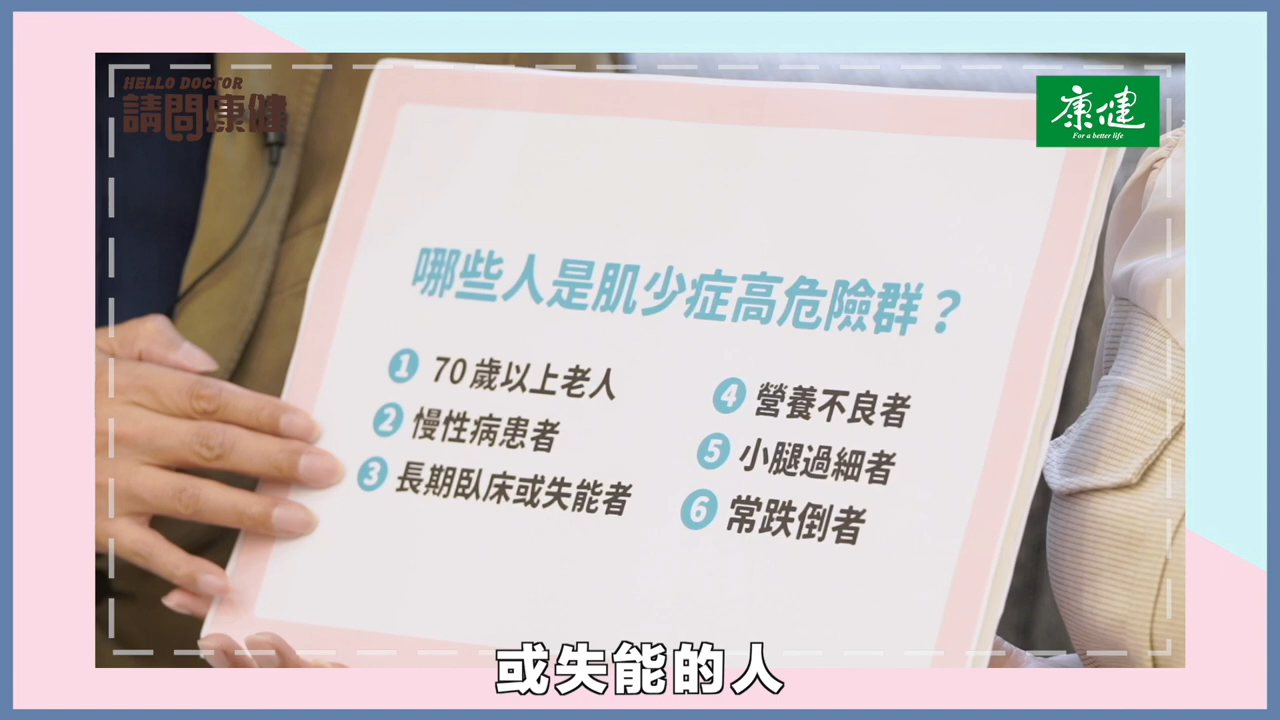 HELLO DOCTOR
請問康健
康健
For a better life
哪些人是肌少症高危險群？
1 70 歲以上老人
2 慢性病患者
3 長期臥床或失能者
4 營養不良者
5 小腿過細者
6 常跌倒者
或失能的人